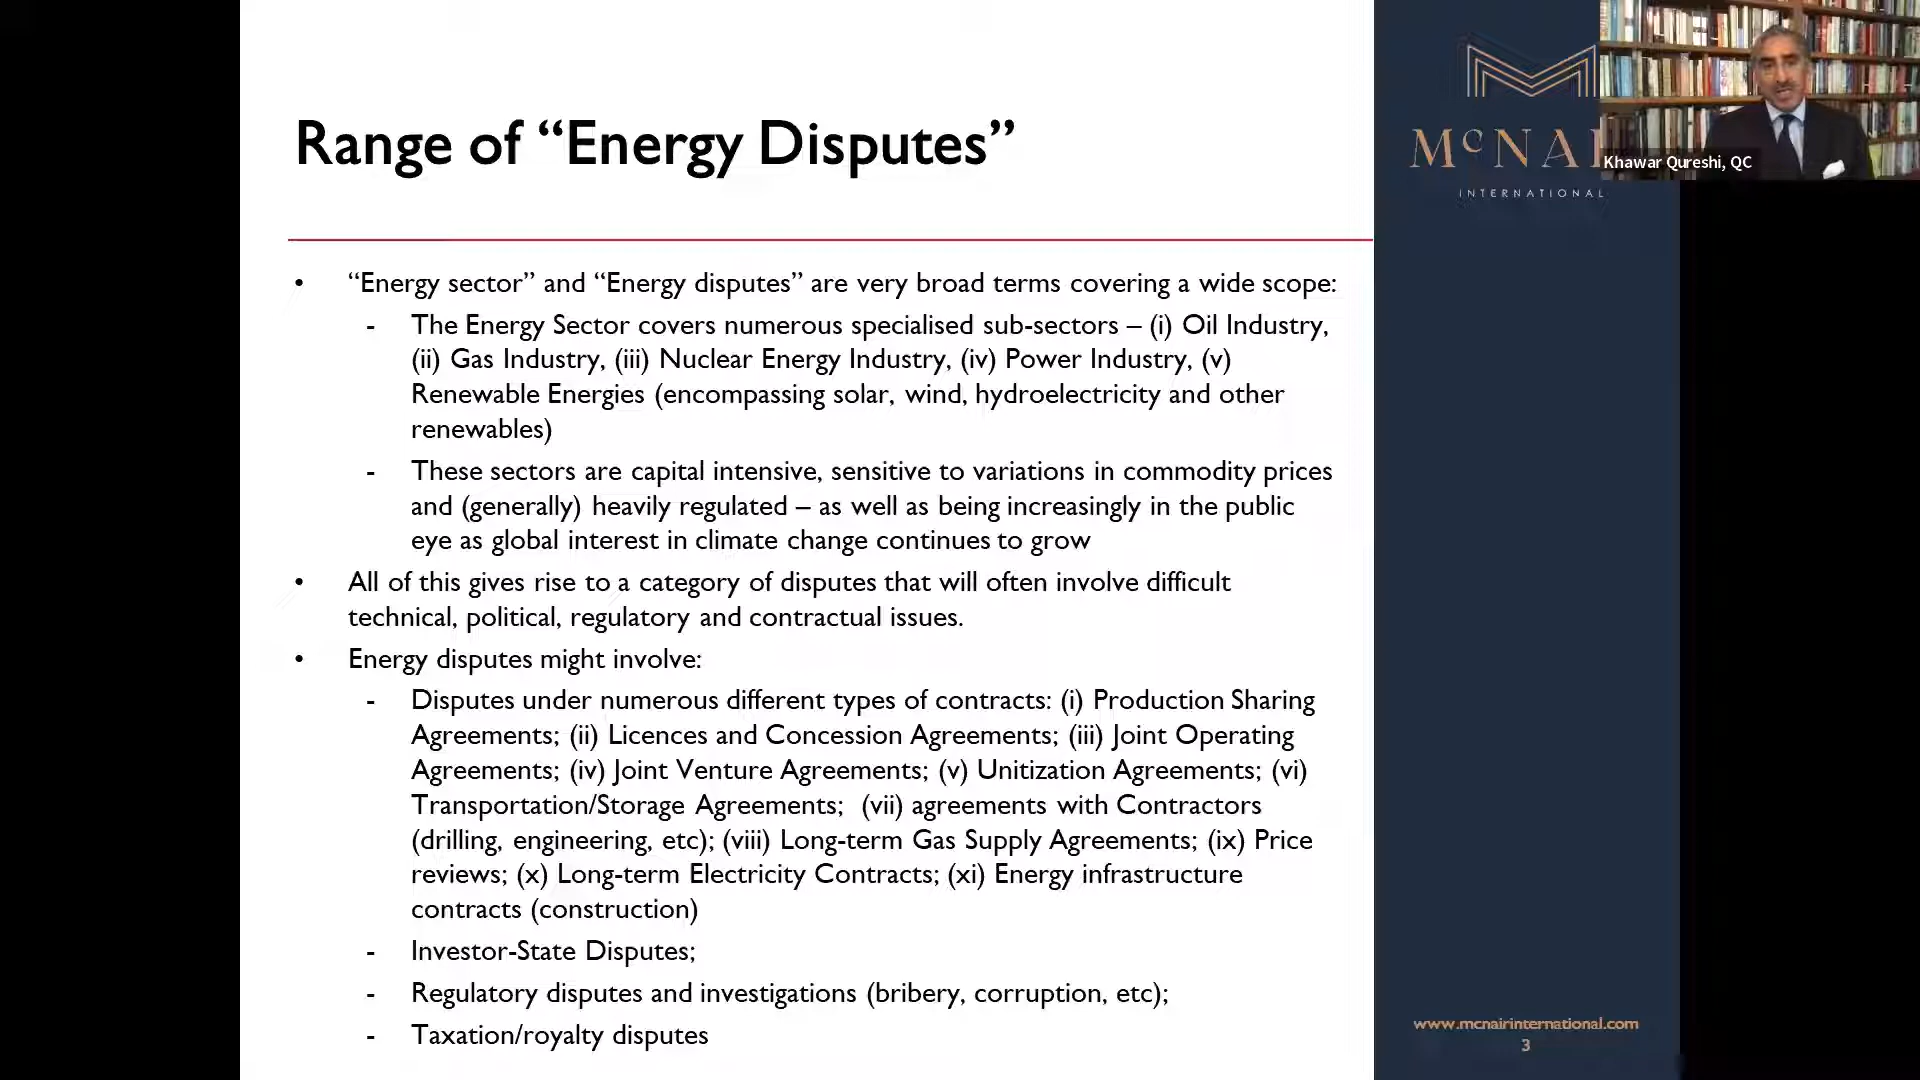 Range of “Energy Disputes”
• “Energy sector” and “Energy disputes” are very broad terms covering a wide scope:
- The Energy Sector covers numerous specialised sub-sectors – (i) Oil Industry,
(ii) Gas Industry, (iii) Nuclear Energy Industry, (iv) Power Industry, (v)
Renewable Energies (encompassing solar, wind, hydroelectricity and other
renewables)
- These sectors are capital intensive, sensitive to variations in commodity prices
and (generally) heavily regulated – as well as being increasingly in the public
eye as global interest in climate change continues to grow
• All of this gives rise to a category of disputes that will often involve difficult
technical, political, regulatory and contractual issues.
• Energy disputes might involve:
- Disputes under numerous different types of contracts: (i) Production Sharing
Agreements; (ii) Licences and Concession Agreements; (iii) Joint Operating
Agreements; (iv) Joint Venture Agreements; (v) Unitization Agreements; (vi)
Transportation/Storage Agreements; (vii) agreements with Contractors
(drilling, engineering, etc); (viii) Long-term Gas Supply Agreements; (ix) Price
reviews; (x) Long-term Electricity Contracts; (xi) Energy infrastructure
contracts (construction)
- Investor-State Disputes;
- Regulatory disputes and investigations (bribery, corruption, etc);
- Taxation/royalty disputes
McNAI
INTERNATIONAL
Khawar Qureshi, QC
www.mcnairinternational.com
3